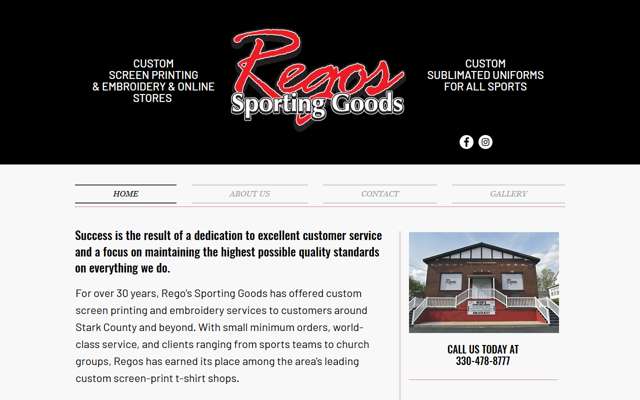 CUSTOM
SCREEN PRINTING
& EMBROIDERY & ONLINE
STORES
Regos
Sporting Goods
CUSTOM
SUBLIMATED UNIFORMS
FOR ALL SPORTS
HOME
ABOUT US
CONTACT
GALLERY
Success is the result of a dedication to excellent customer service
and a focus on maintaining the highest possible quality standards
on everything we do.
For over 30 years, Rego's Sporting Goods has offered custom
screen printing and embroidery services to customers around
Stark County and beyond. With small minimum orders, world-
class service, and clients ranging from sports teams to church
groups, Regos has earned its place among the area's leading
custom screen-print t-shirt shops.
CALL US TODAY AT
330-478-8777